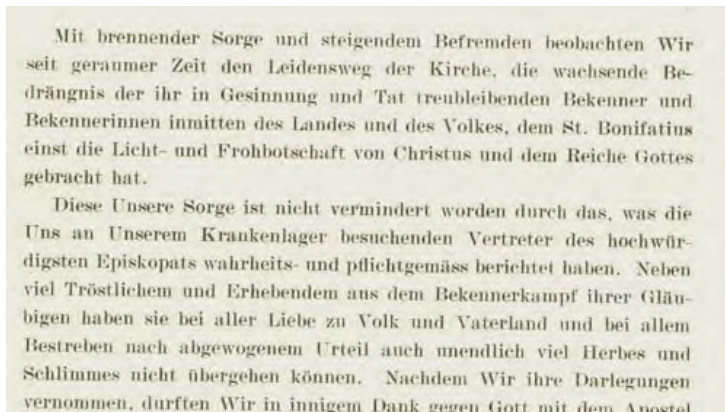 Mit brennender Sorge und steigendem Befremden beobachten Wir
seit geraumer Zeit den Leidensweg der Kirche, die wachsende Be-
drängnis der ihr in Gesinnung und Tat treubleibenden Bekenner und
Bekennerinnen inmitten des Landes und des Volkes, dem St. Bonifatius
einst die Licht- und Frohbotschaft von Christus und dem Reiche Gottes
gebracht hat.
Diese Unsere Sorge ist nicht vermindert worden durch das, was die
Uns an Unserem Krankenlager besuchenden Vertreter des hochwür-
digsten Episkopats wahrheits- und pflichtgemäss berichtet haben. Neben
viel Tröstlichem und Erhebendem aus dem Bekennerkampf ihrer Gläu-
bigen haben sie bei aller Liebe zu Volk und Vaterland und bei allem
Bestreben nach abgewogenem Urteil auch unendlich viel Herbes und
Schlimmes nicht übergehen können. Nachdem Wir ihre Darlegungen
vernommen, durften Wir in innigem Dank gegen Gott mit dem Apostel